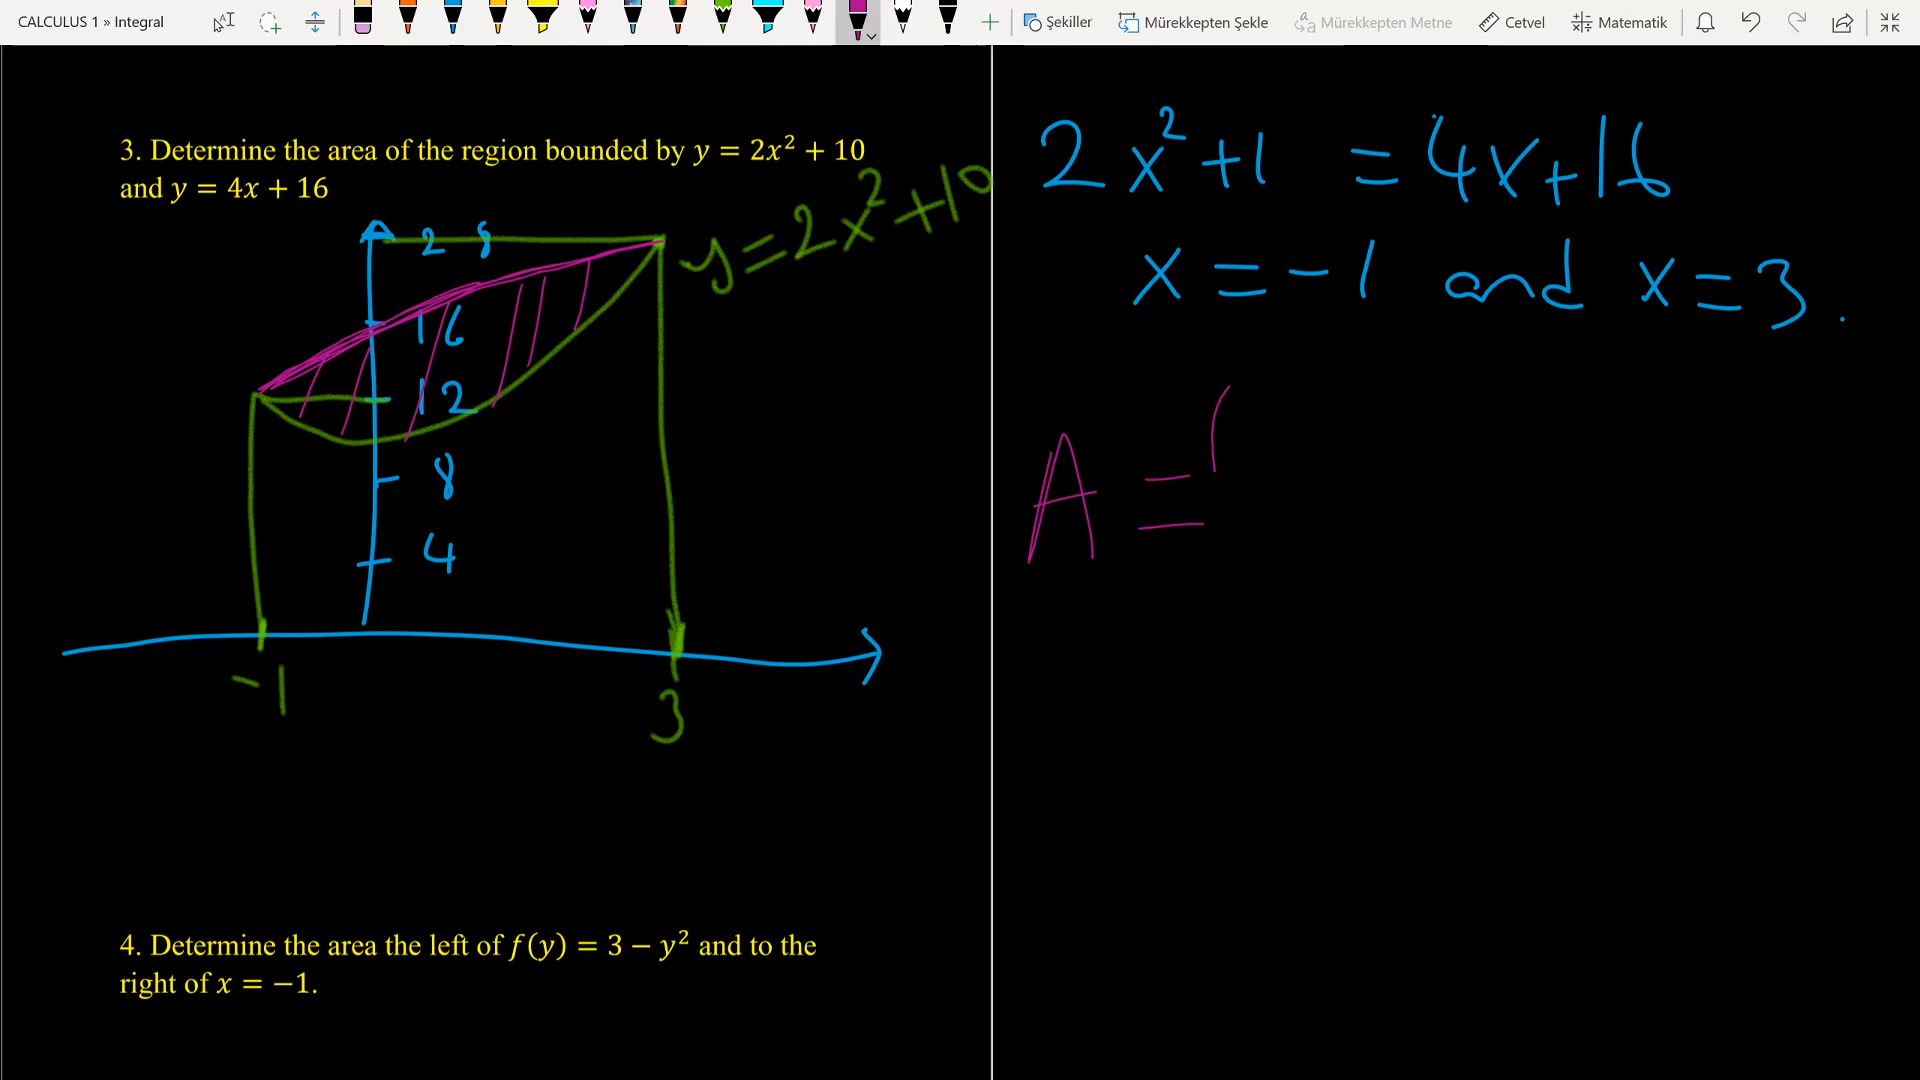 CALCULUS 1 » Integral
Şekiller
Mürekkepten Şekle
Mürekkepten Metne
Cetvel
Matematik
3. Determine the area of the region bounded by y = 2x² + 10
and y = 4x + 16
y=2x²+10
28
16
12
8
4
-1
3
4. Determine the area the left of f(y) = 3 − y² and to the
right of x = −1.
2x²+1 = 4x+16
x = -1 and x = 3.
A =